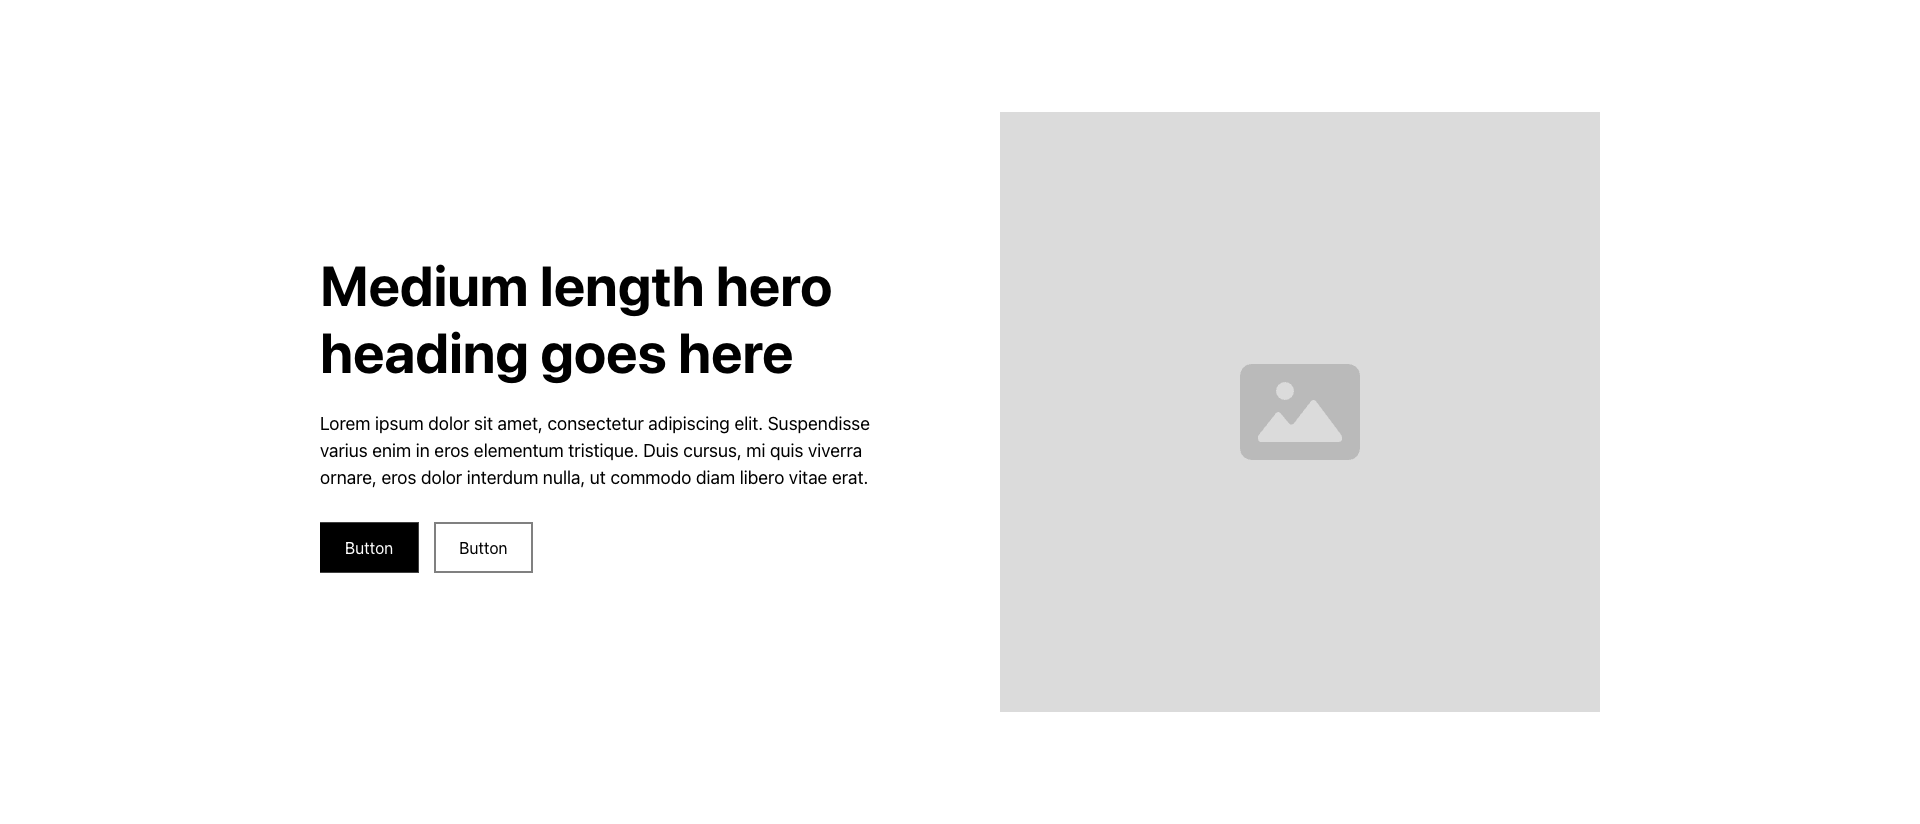 Medium length hero
heading goes here
Lorem ipsum dolor sit amet, consectetur adipiscing elit. Suspendisse
varius enim in eros elementum tristique. Duis cursus, mi quis viverra
ornare, eros dolor interdum nulla, ut commodo diam libero vitae erat.
Button
Button